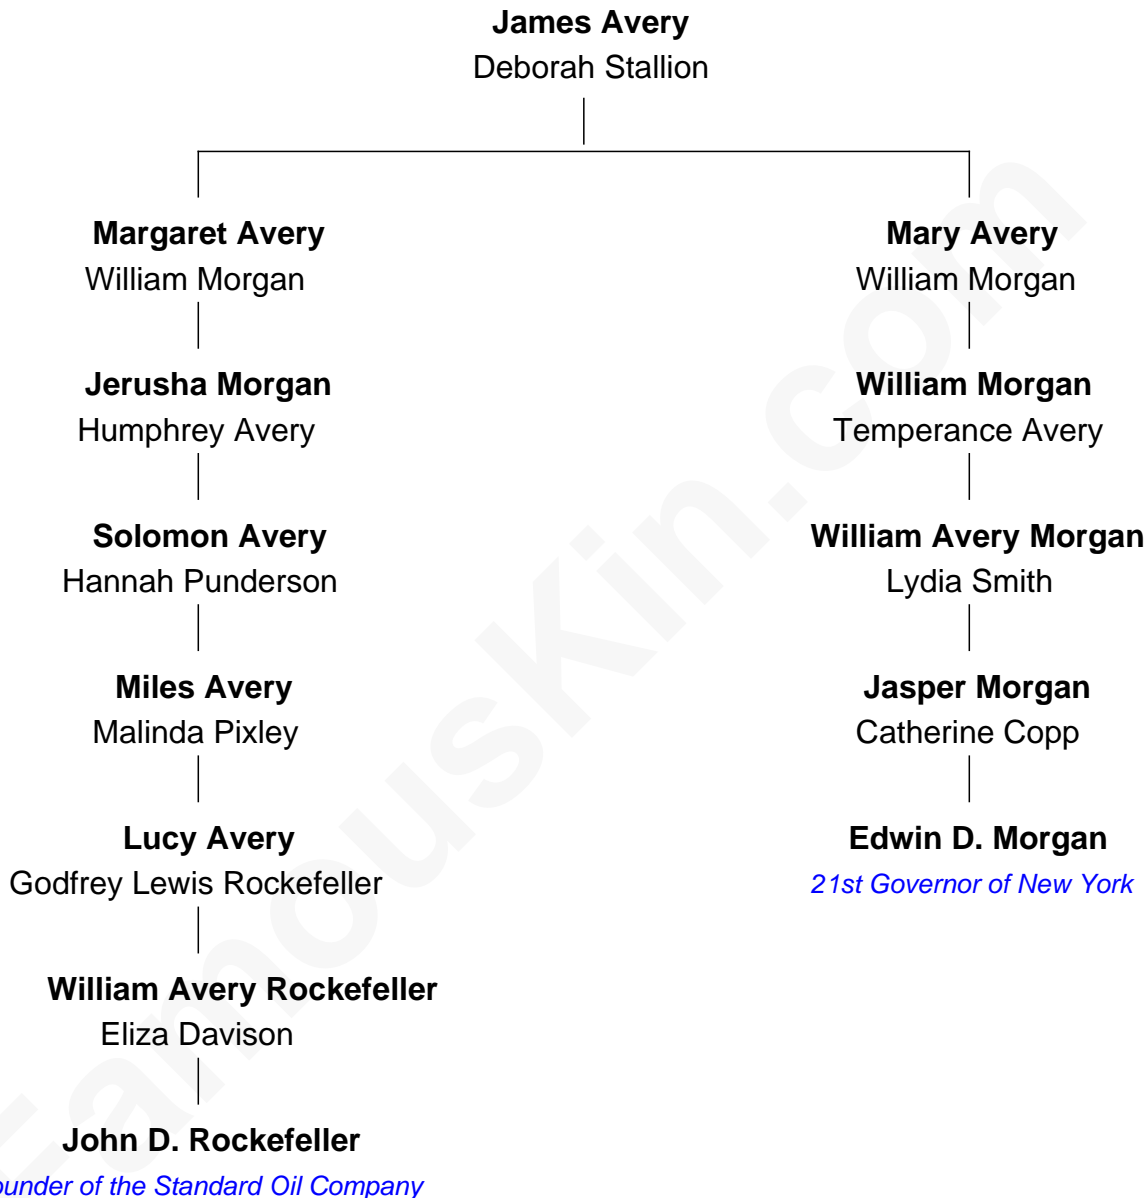 James Avery
Deborah Stallion
Margaret Avery
William Morgan
Jerusha Morgan
Humphrey Avery
Solomon Avery
Hannah Punderson
Miles Avery
Malinda Pixley
Lucy Avery
Godfrey Lewis Rockefeller
William Avery Rockefeller
Eliza Davison
John D. Rockefeller
ounder of the Standard Oil Company
Mary Avery
William Morgan
William Morgan
Temperance Avery
William Avery Morgan
Lydia Smith
Jasper Morgan
Catherine Copp
Edwin D. Morgan
21st Governor of New York
FamousKin.com